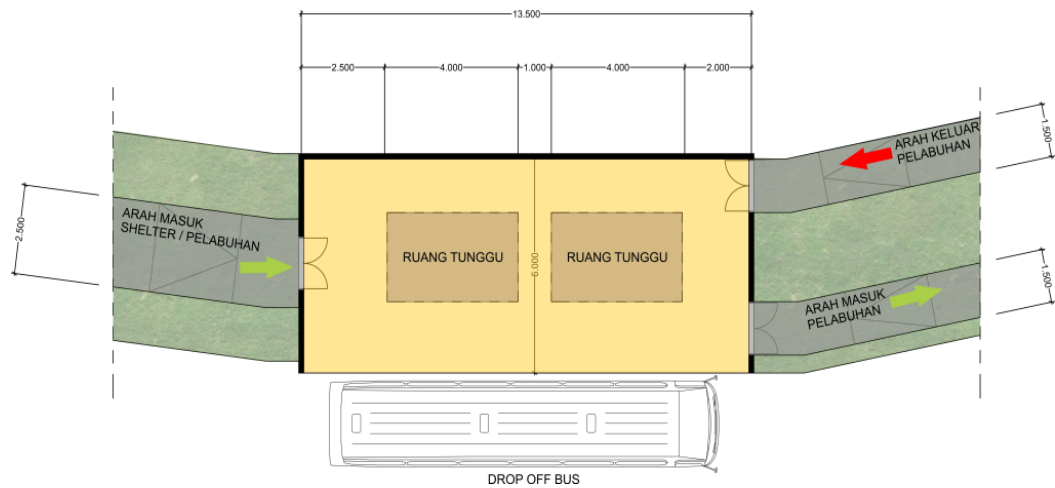 13.500
2.500
4.000
1.000
4.000
2.000
ARAH KELUAR
PELABUHAN
1.500
ARAH MASUK
SHELTER / PELABUHAN
2.500
RUANG TUNGGU
6.000
RUANG TUNGGU
ARAH MASUK
PELABUHAN
1.500
DROP OFF BUS